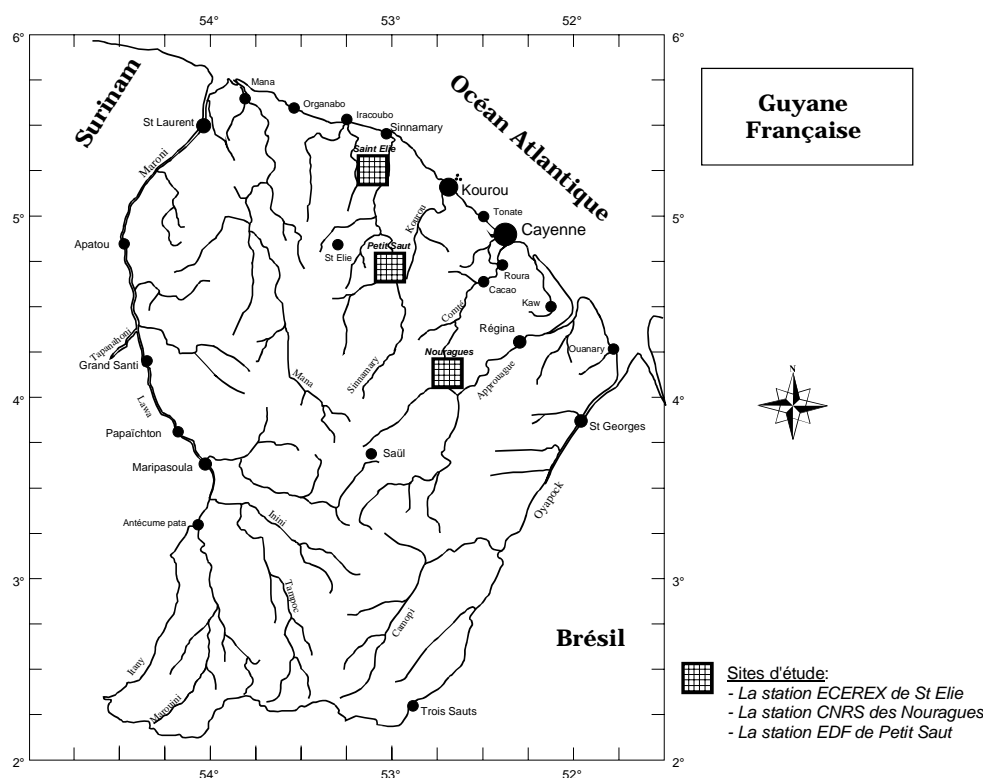 54°
53°
52°
6°
6°
Surinam
Océan Atlantique
Guyane
Française
Mana
Organabo
Iracoubo
Sinnamary
St Laurent
Saint Elie
Maroni
Kourou
Tonate
Kourou
Cayenne
5°
5°
Apatou
St Elie
Petit Saut
Roura
Cacao
Kaw
Comté
Régina
Ouanary
Tapanahoni
Grand Santi
Nouragues
Mana
Sinnamary
Approuague
N
Lawa
4°
4°
Papaïchton
St Georges
Saül
Maripasoula
Oyapock
Antécume pata
Inini
3°
3°
Tampoc
Camopi
Brésil
Itany
Marouini
Trois Sauts
Sites d'étude:
- La station ECEREX de St Elie
- La station CNRS des Nouragues
- La station EDF de Petit Saut
2°
2°
54°
53°
52°